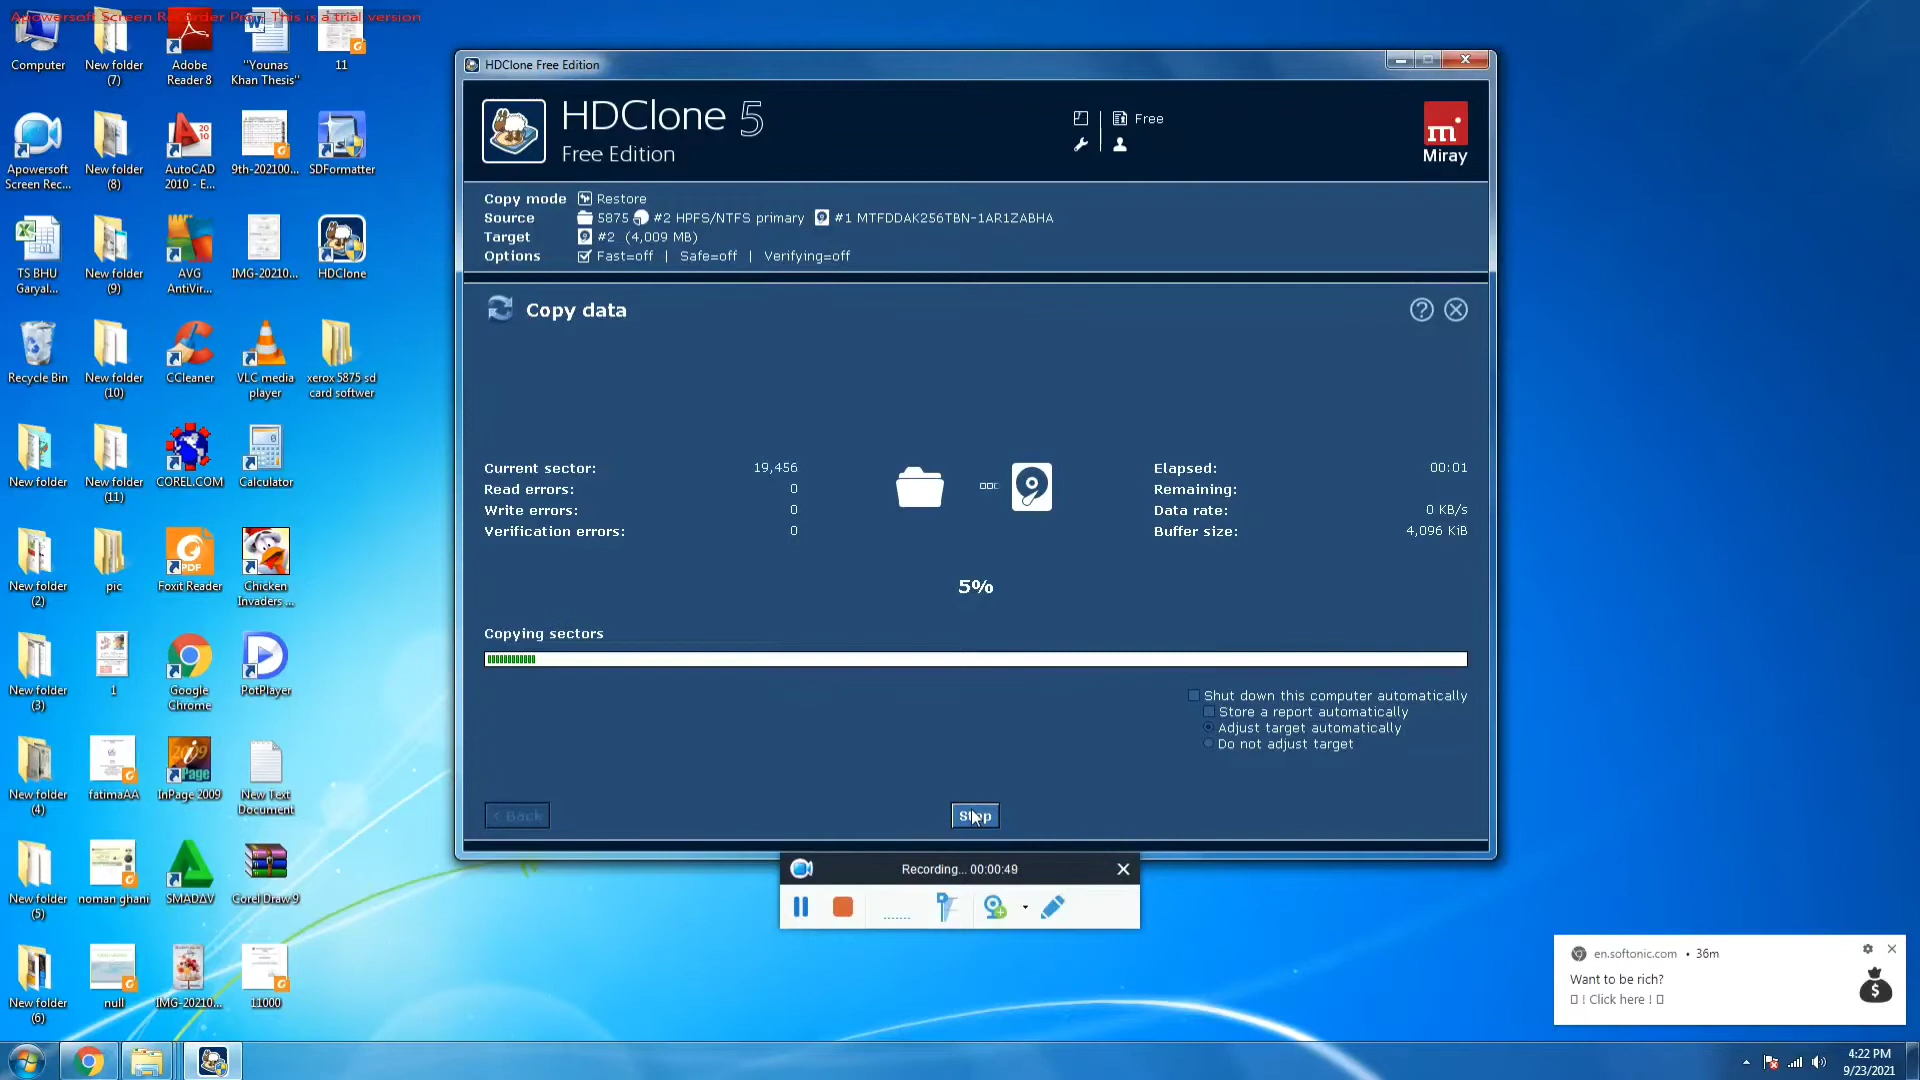 Apowersoft Screen Recorder Pro - This is a trial version
Computer
New folder
(7)
Adobe
Reader 8
"Younas
Khan Thesis"
11
Apowersoft
Screen Rec...
New folder
(8)
AutoCAD
2010 - E...
9th-202100...
SDFormatter
TS BHU
Garyal...
New folder
(9)
AVG
AntiVir...
IMG-20210...
HDClone
Recycle Bin
New folder
(10)
CCleaner
VLC media
player
xerox 5875 sd
card softwer
New folder
New folder
(11)
COREL.COM
Calculator
New folder
(2)
pic
Foxit Reader
Chicken
Invaders ...
New folder
(3)
1
Google
Chrome
PotPlayer
New folder
(4)
fatimaAA
InPage 2009
New Text
Document
New folder
(5)
noman ghani
SMADΔV
Corel Draw 9
New folder
(6)
null
IMG-20210...
11000
HDClone Free Edition
HDClone 5
Free Edition
Free
Miray
Copy mode Restore
Source 5875 #2 HPFS/NTFS primary #1 MTFDDAK256TBN-1AR1ZABHA
Target #2 (4,009 MB)
Options Fast=off | Safe=off | Verifying=off
Copy data
Current sector: 19,456
Read errors: 0
Write errors: 0
Verification errors: 0
Elapsed: 00:01
Remaining:
Data rate: 0 KB/s
Buffer size: 4,096 KiB
5%
Copying sectors
Shut down this computer automatically
Store a report automatically
Adjust target automatically
Do not adjust target
< Back
Stop
Recording... 00:00:49
en.softonic.com • 36m
Want to be rich?
! Click here !
4:22 PM
9/23/2021